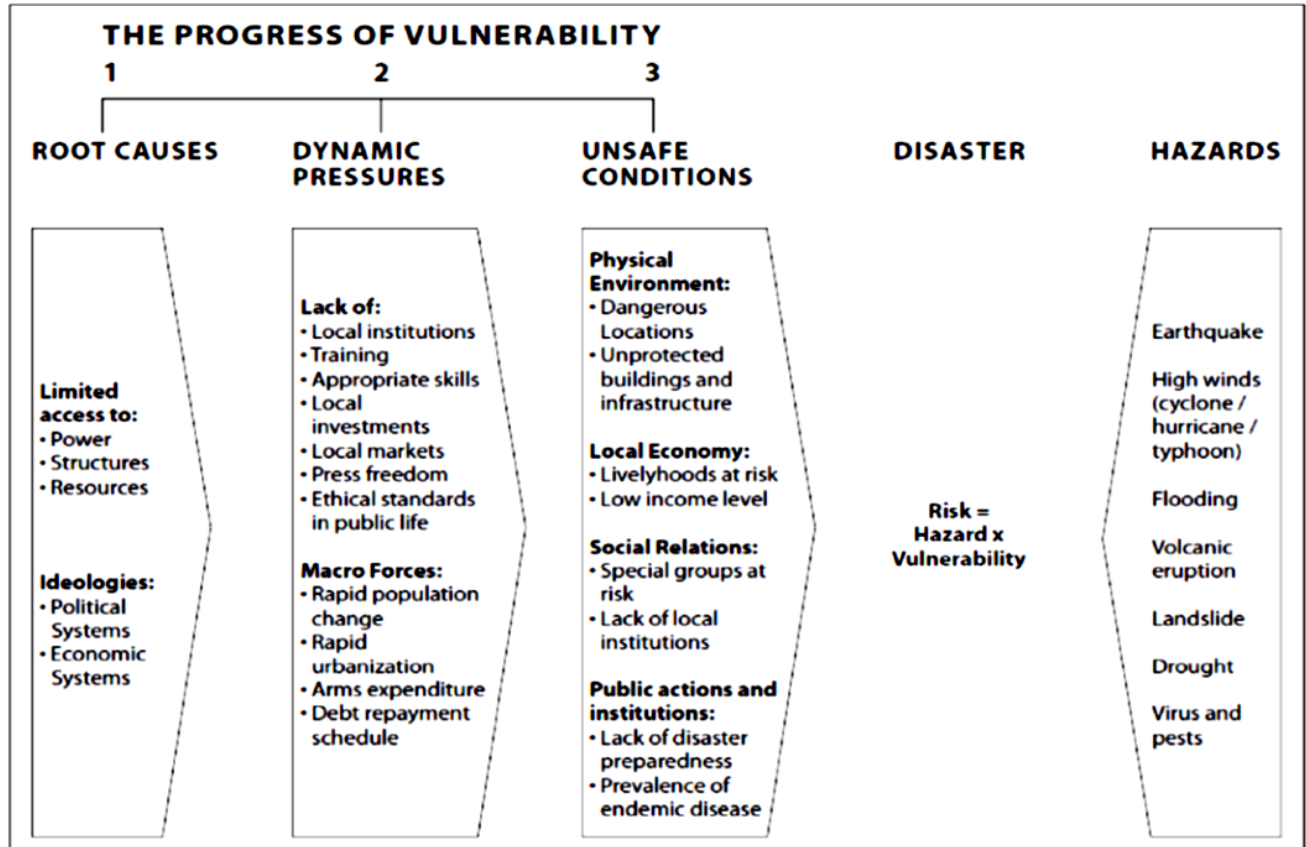 THE PROGRESS OF VULNERABILITY
1 2 3
ROOT CAUSES
DYNAMIC
PRESSURES
UNSAFE
CONDITIONS
DISASTER
HAZARDS
Limited
access to:
• Power
• Structures
• Resources
Ideologies:
• Political
Systems
• Economic
Systems
Lack of:
• Local institutions
• Training
• Appropriate skills
• Local
investments
• Local markets
• Press freedom
• Ethical standards
in public life
Macro Forces:
• Rapid population
change
• Rapid
urbanization
• Arms expenditure
• Debt repayment
schedule
Physical
Environment:
• Dangerous
Locations
• Unprotected
buildings and
infrastructure
Local Economy:
• Livelyhoods at risk
• Low income level
Social Relations:
• Special groups at
risk
• Lack of local
institutions
Public actions and
institutions:
• Lack of disaster
preparedness
• Prevalence of
endemic disease
Risk =
Hazard x
Vulnerability
Earthquake
High winds
(cyclone /
hurricane /
typhoon)
Flooding
Volcanic
eruption
Landslide
Drought
Virus and
pests